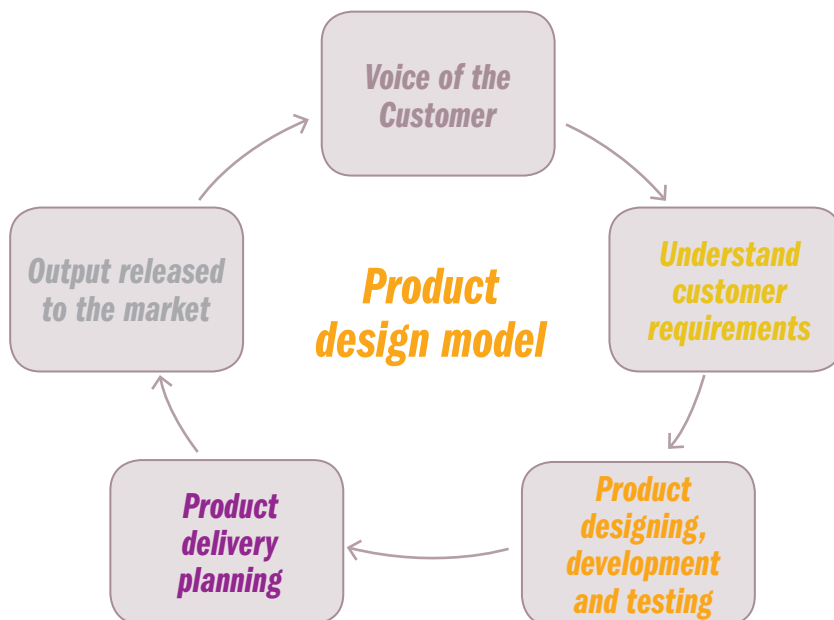 Voice of the
Customer
Understand
customer
requirements
Product
designing,
development
and testing
Product
delivery
planning
Output released
to the market
Product
design model